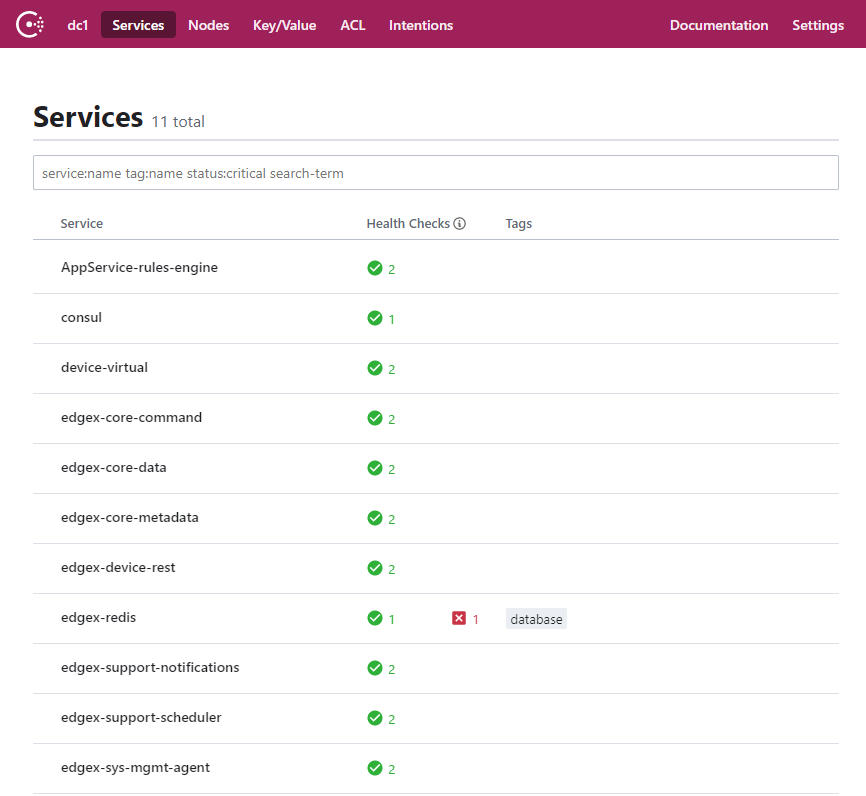 dc1 Services Nodes Key/Value ACL Intentions Documentation Settings
Services 11 total
service:name tag:name status:critical search-term
Service Health Checks Tags
AppService-rules-engine 2
consul 1
device-virtual 2
edgex-core-command 2
edgex-core-data 2
edgex-core-metadata 2
edgex-device-rest 2
edgex-redis 1 1 database
edgex-support-notifications 2
edgex-support-scheduler 2
edgex-sys-mgmt-agent 2